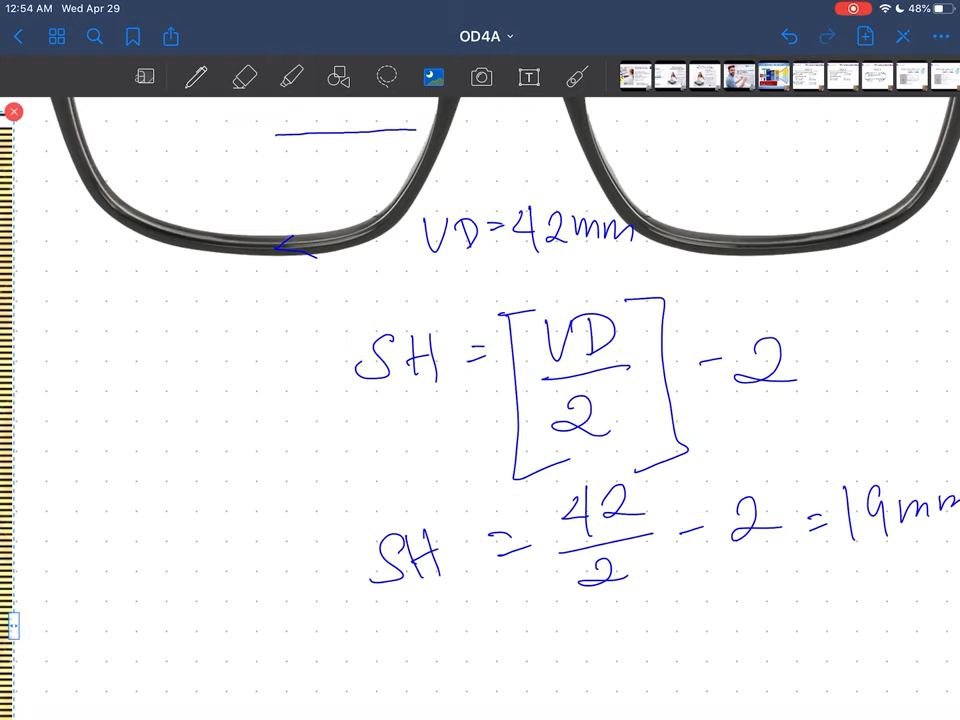 12:54 AM Wed Apr 29 48%
OD4A
T
VD=42mm
SH = [VD/2] - 2
SH = 42/2 - 2 = 19mm